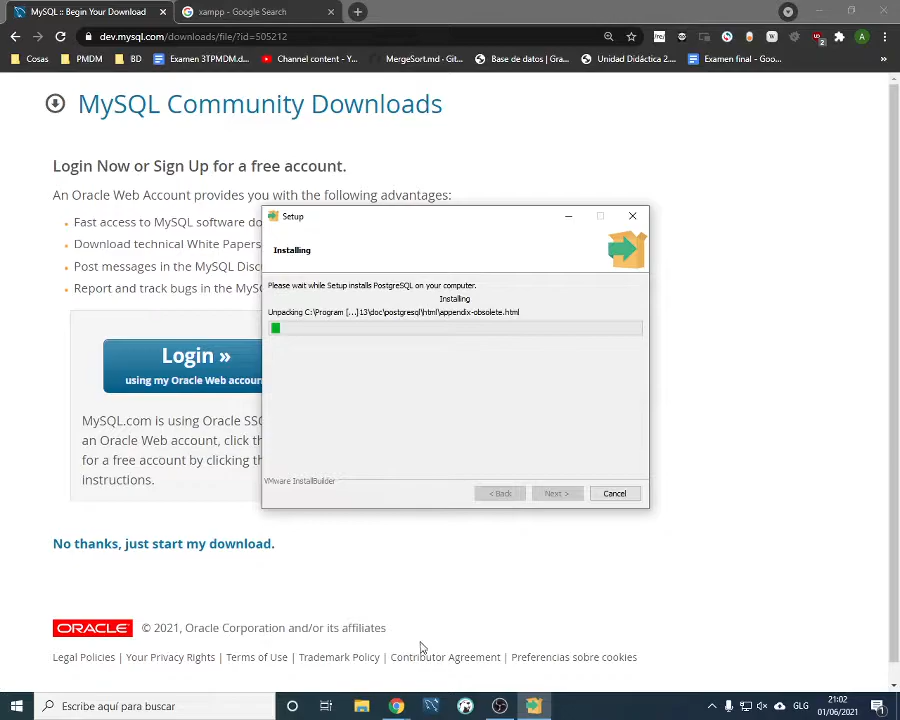 MySQL :: Begin Your Download
xampp - Google Search
dev.mysql.com/downloads/file/?id=505212
A
Cosas
PMDM
BD
Examen 3TPMDM.d...
Channel content - Y...
MergeSort.md · Git...
Base de datos | Gra...
Unidad Didáctica 2....
Examen final - Goo...
»
MySQL Community Downloads
Login Now or Sign Up for a free account.
An Oracle Web Account provides you with the following advantages:
Fast access to MySQL software do
Download technical White Papers
Post messages in the MySQL Disc
Report and track bugs in the MyS
Login »
using my Oracle Web accoun
MySQL.com is using Oracle SS
an Oracle Web account, click th
for a free account by clicking th
instructions.
No thanks, just start my download.
Setup
Installing
Please wait while Setup installs PostgreSQL on your computer.
Installing
Unpacking C:\Program [...]13\doc\postgresql\html\appendix-obsolete.html
VMware InstallBuilder
< Back
Next >
Cancel
ORACLE
© 2021, Oracle Corporation and/or its affiliates
Legal Policies | Your Privacy Rights | Terms of Use | Trademark Policy | Contributor Agreement | Preferencias sobre cookies
Escribe aquí para buscar
GLG
21:02
01/06/2021